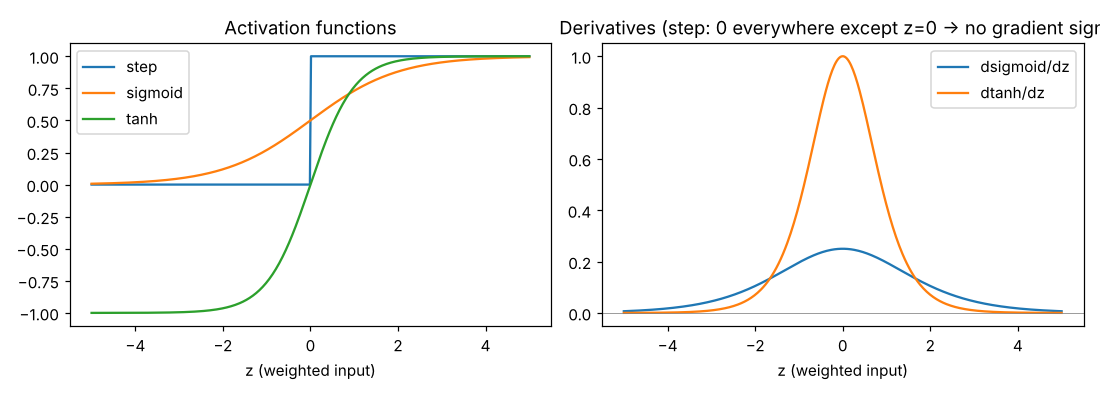 Activation functions
step
sigmoid
tanh
1.00
0.75
0.50
0.25
0.00
−0.25
−0.50
−0.75
−1.00
−4 −2 0 2 4
z (weighted input)
Derivatives (step: 0 everywhere except z=0 → no gradient
dsigmoid/dz
dtanh/dz
1.0
0.8
0.6
0.4
0.2
0.0
−4 −2 0 2 4
z (weighted input)